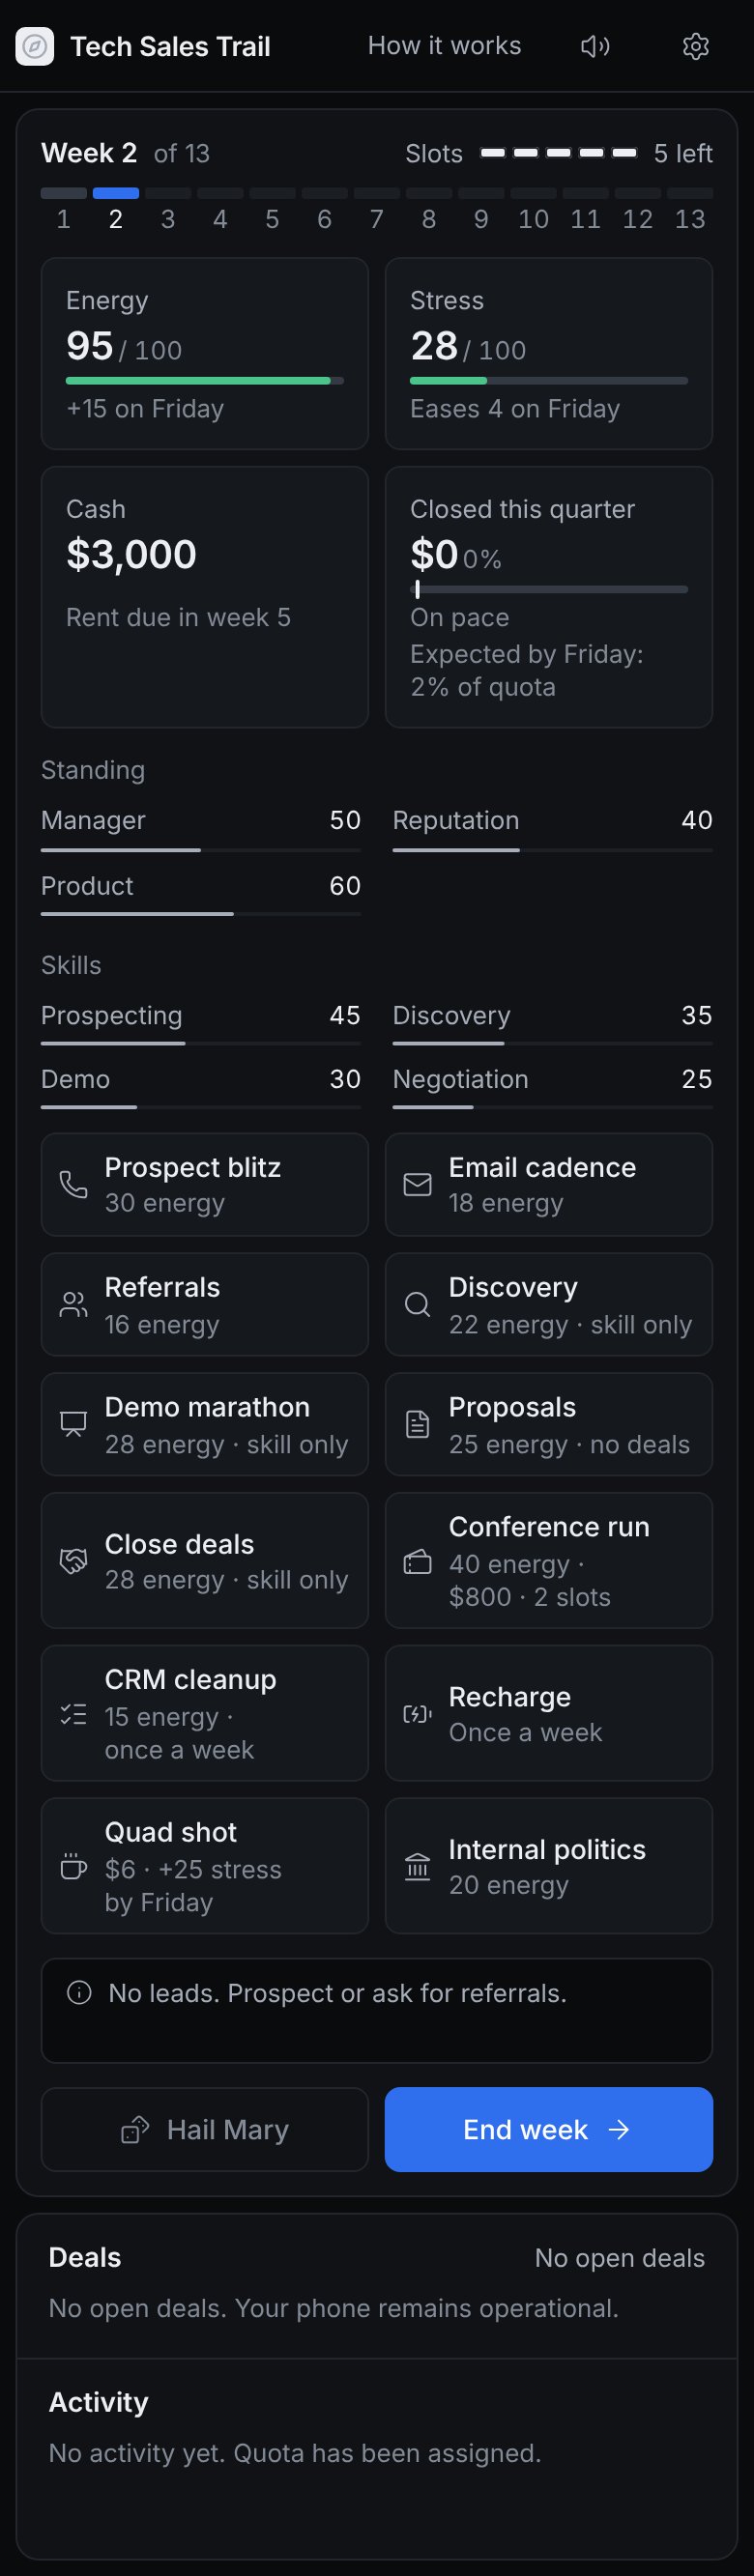 Tech Sales Trail
How it works
Week 2 of 13
Slots 5 left
1 2 3 4 5 6 7 8 9 10 11 12 13
Energy
95 / 100
+15 on Friday
Stress
28 / 100
Eases 4 on Friday
Cash
$3,000
Rent due in week 5
Closed this quarter
$0 0%
On pace
Expected by Friday:
2% of quota
Standing
Manager 50
Reputation 40
Product 60
Skills
Prospecting 45
Discovery 35
Demo 30
Negotiation 25
Prospect blitz
30 energy
Email cadence
18 energy
Referrals
16 energy
Discovery
22 energy · skill only
Demo marathon
28 energy · skill only
Proposals
25 energy · no deals
Close deals
28 energy · skill only
Conference run
40 energy ·
$800 · 2 slots
CRM cleanup
15 energy ·
once a week
Recharge
Once a week
Quad shot
$6 · +25 stress
by Friday
Internal politics
20 energy
No leads. Prospect or ask for referrals.
Hail Mary
End week
Deals
No open deals
No open deals. Your phone remains operational.
Activity
No activity yet. Quota has been assigned.